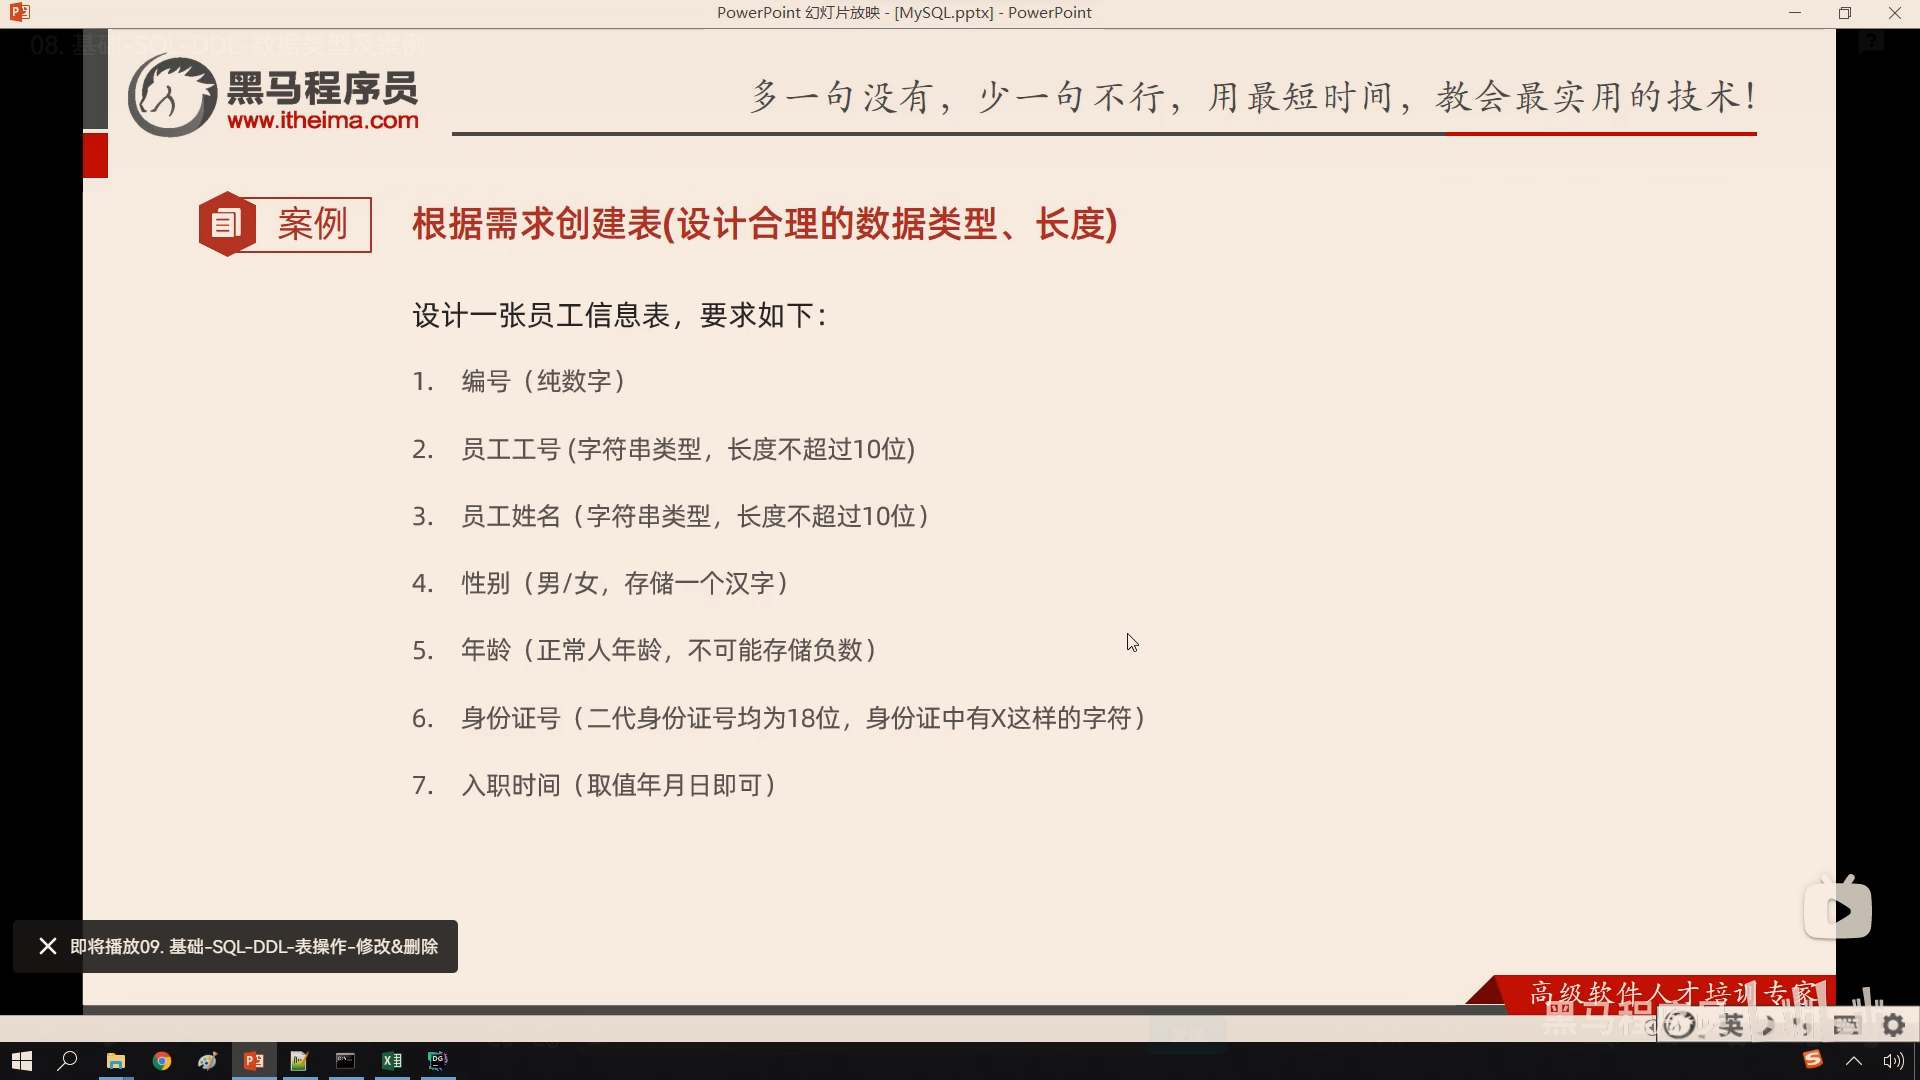 PowerPoint 幻灯片放映 - [MySQL.pptx] - PowerPoint
08. 基础-SQL-DDL-数据类型及案例
黑马程序员
www.itheima.com
多一句没有，少一句不行，用最短时间，教会最实用的技术！
案例
根据需求创建表(设计合理的数据类型、长度)
设计一张员工信息表，要求如下：
1. 编号（纯数字）
2. 员工工号 (字符串类型，长度不超过10位)
3. 员工姓名（字符串类型，长度不超过10位）
4. 性别（男/女，存储一个汉字）
5. 年龄（正常人年龄，不可能存储负数）
6. 身份证号（二代身份证号均为18位，身份证中有X这样的字符）
7. 入职时间（取值年月日即可）
即将播放09. 基础-SQL-DDL-表操作-修改&删除
高级软件人才培训专家
英